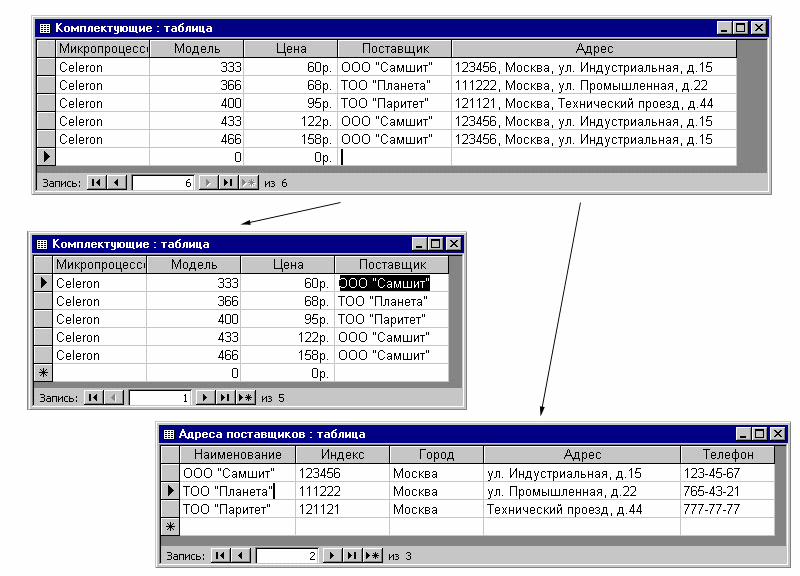 Комплектующие : таблица
Микропроцесс Модель Цена Поставщик Адрес
Celeron 333 60р. ООО "Самшит" 123456, Москва, ул. Индустриальная, д.15
Celeron 366 68р. ТОО "Планета" 111222, Москва, ул. Промышленная, д.22
Celeron 400 95р. ТОО "Паритет" 121121, Москва, Технический проезд, д.44
Celeron 433 122р. ООО "Самшит" 123456, Москва, ул. Индустриальная, д.15
Celeron 466 158р. ООО "Самшит" 123456, Москва, ул. Индустриальная, д.15
0 0р.
Запись: 6 из 6
Комплектующие : таблица
Микропроцесс Модель Цена Поставщик
Celeron 333 60р. ООО "Самшит"
Celeron 366 68р. ТОО "Планета"
Celeron 400 95р. ТОО "Паритет"
Celeron 433 122р. ООО "Самшит"
Celeron 466 158р. ООО "Самшит"
0 0р.
Запись: 1 из 5
Адреса поставщиков : таблица
Наименование Индекс Город Адрес Телефон
ООО "Самшит" 123456 Москва ул. Индустриальная, д.15 123-45-67
ТОО "Планета" 111222 Москва ул. Промышленная, д.22 765-43-21
ТОО "Паритет" 121121 Москва Технический проезд, д.44 777-77-77
Запись: 2 из 3